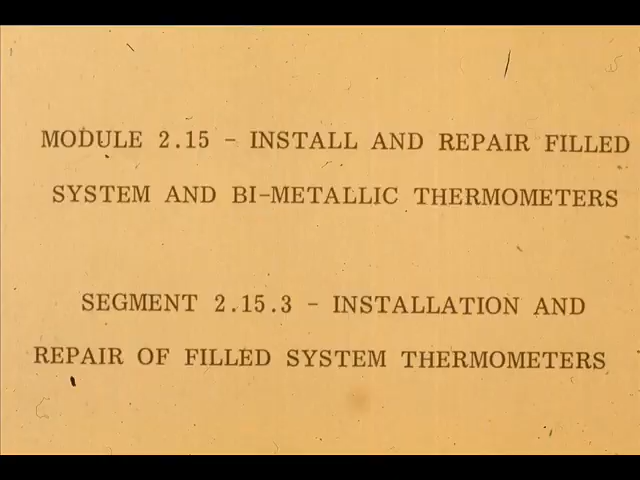 MODULE 2.15 - INSTALL AND REPAIR FILLED
SYSTEM AND BI-METALLIC THERMOMETERS
SEGMENT 2.15.3 - INSTALLATION AND
REPAIR OF FILLED SYSTEM THERMOMETERS